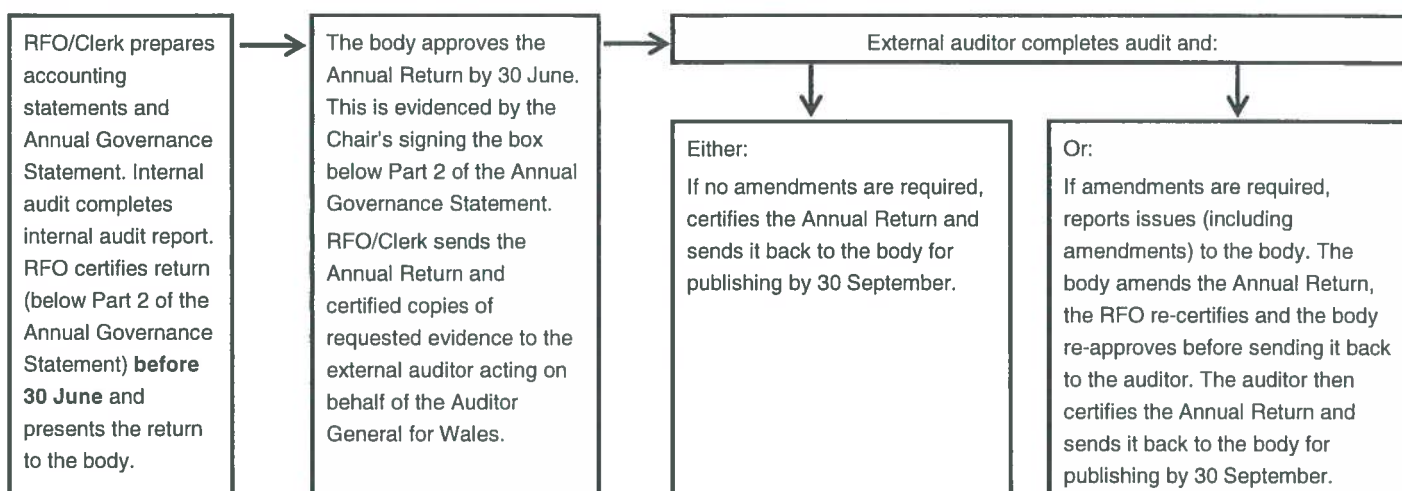 RFO/Clerk prepares
accounting
statements and
Annual Governance
Statement. Internal
audit completes
internal audit report.
RFO certifies return
(below Part 2 of the
Annual Governance
Statement) before
30 June and
presents the return
to the body.
The body approves the
Annual Return by 30 June.
This is evidenced by the
Chair's signing the box
below Part 2 of the Annual
Governance Statement.
RFO/Clerk sends the
Annual Return and
certified copies of
requested evidence to the
external auditor acting on
behalf of the Auditor
General for Wales.
External auditor completes audit and:
Either:
If no amendments are required,
certifies the Annual Return and
sends it back to the body for
publishing by 30 September.
Or:
If amendments are required,
reports issues (including
amendments) to the body. The
body amends the Annual Return,
the RFO re-certifies and the body
re-approves before sending it back
to the auditor. The auditor then
certifies the Annual Return and
sends it back to the body for
publishing by 30 September.